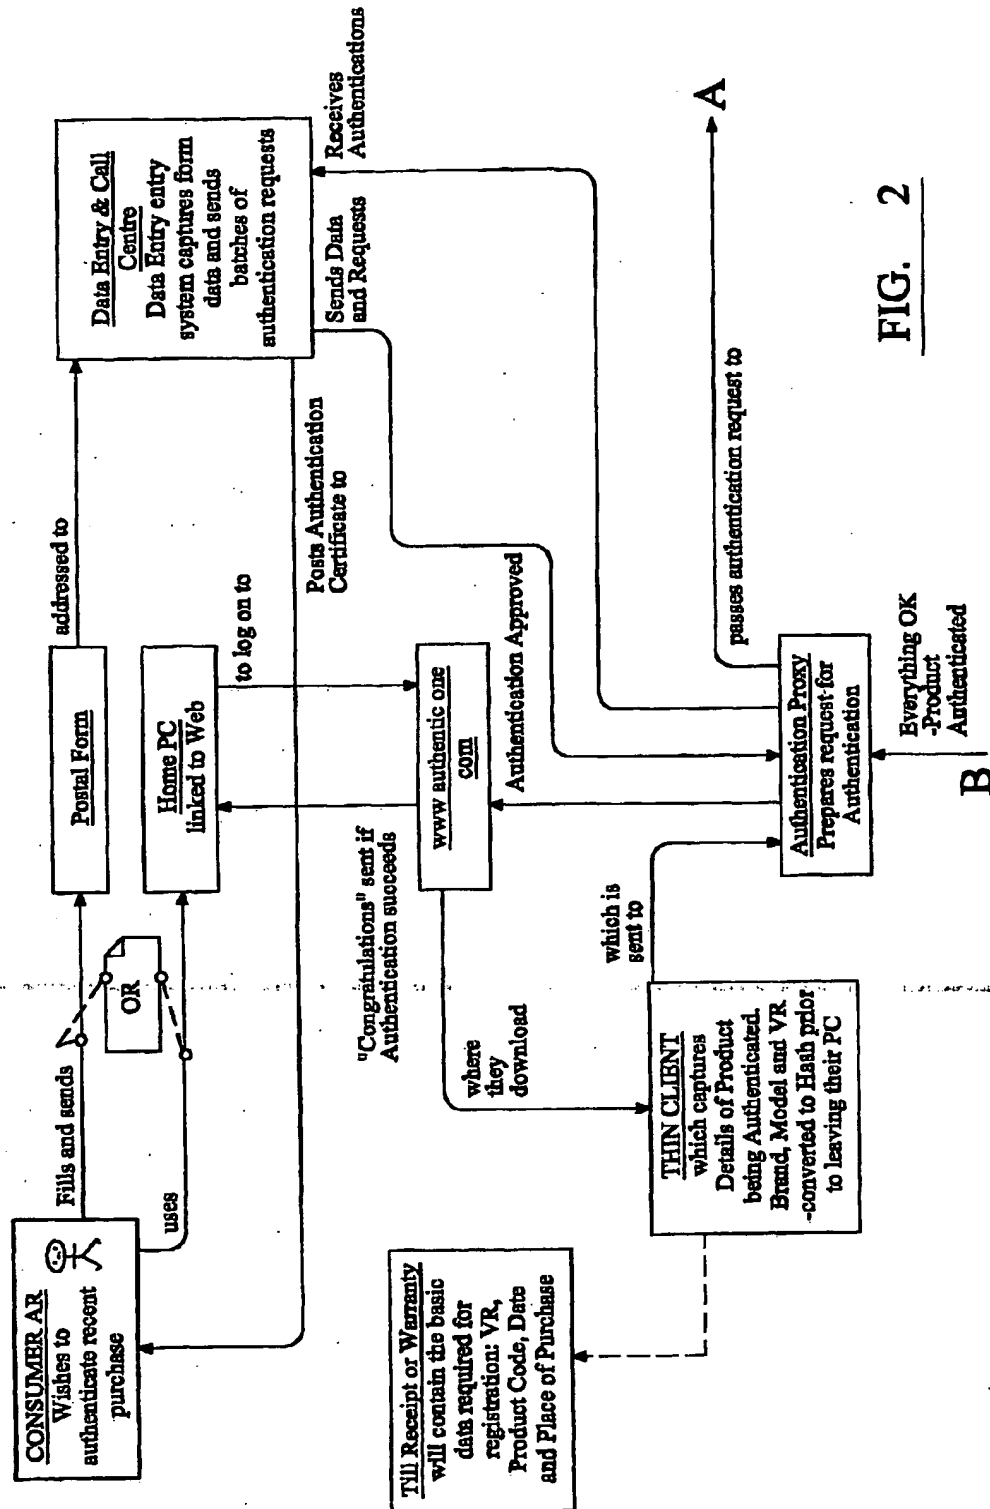 CONSUMER AR
Wishes to
authenticate recent
purchase
Fills and sends
uses
OR
Postal Form
addressed to
Home PC
linked to Web
to log on to
Data Entry & Call
Centre
Data Entry entry
system captures form
data and sends
batches of
authentication requests
Posts Authentication
Certificate to
Sends Data
and Requests
Receives
Authentications
"Congratulations" sent if
Authentication succeeds
www authentic one
com
Authentication Approved
where
they
download
Till Receipt or Warranty
will contain the basic
data required for
registration: VR,
Product Code, Date
and Place of Purchase
THIN CLIENT
which captures
Details of Product
being Authenticated.
Brand, Model and VR
-converted to Hash prior
to leaving their PC
which is
sent to
Authentication Proxy
Prepares request for
Authentication
passes authentication request to
A
Everything OK
-Product
Authenticated
B
FIG. 2